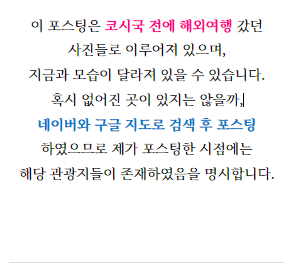 이 포스팅은 코시국 전에 해외여행 갔던
사진들로 이루어져 있으며,
지금과 모습이 달라져 있을 수 있습니다.
혹시 없어진 곳이 있지는 않을까,
네이버와 구글 지도로 검색 후 포스팅
하였으므로 제가 포스팅한 시점에는
해당 관광지들이 존재하였음을 명시합니다.